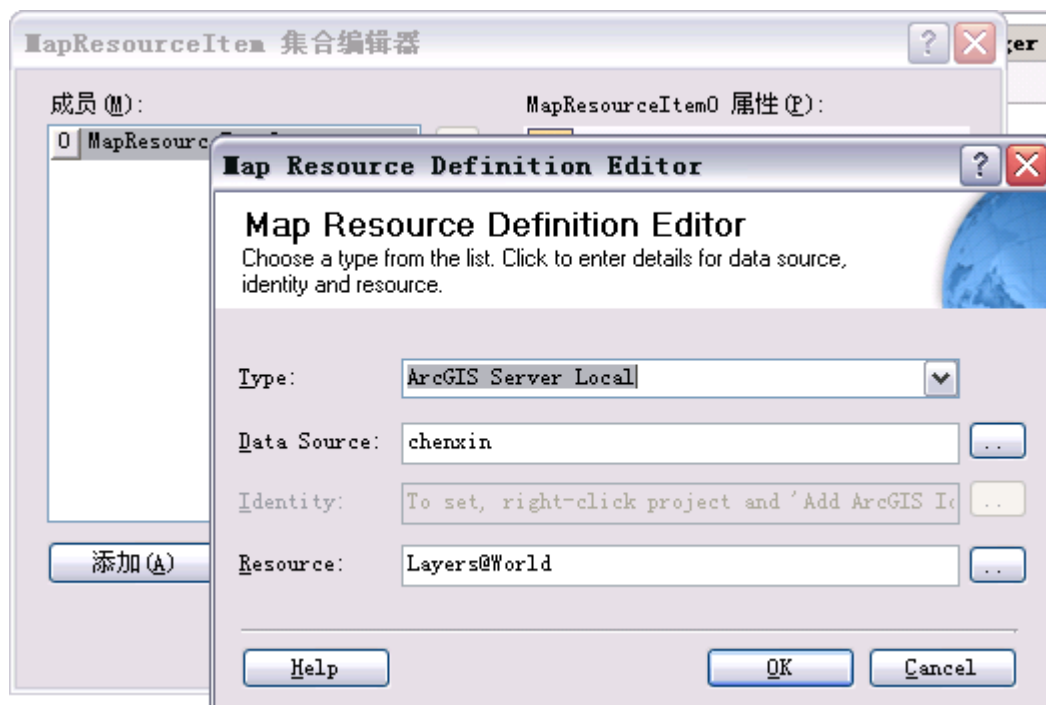 MapResourceItem 集合编辑器
ger
成员(M):
MapResourceItem0 属性(P):
0 MapResourc
Map Resource Definition Editor
Map Resource Definition Editor
Choose a type from the list. Click to enter details for data source,
identity and resource.
Type: ArcGIS Server Local
Data Source: chenxin ..
Identity: To set, right-click project and 'Add ArcGIS Id ..
添加(A)
Resource: Layers@World ..
Help OK Cancel